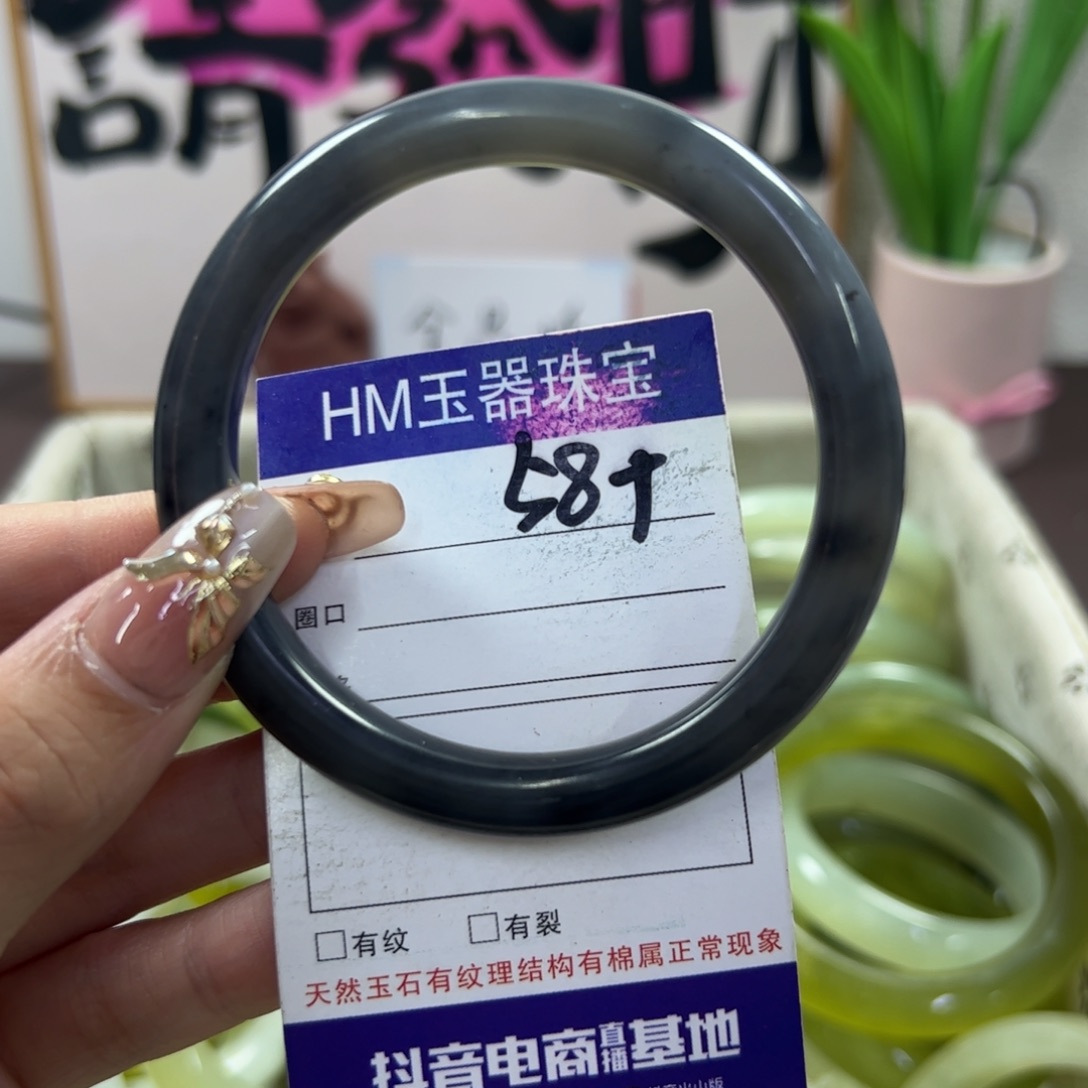 請
HM玉器珠宝
58+
圈口
有纹 有裂
天然玉石有纹理结构有棉属正常现象
抖音电商直播基地